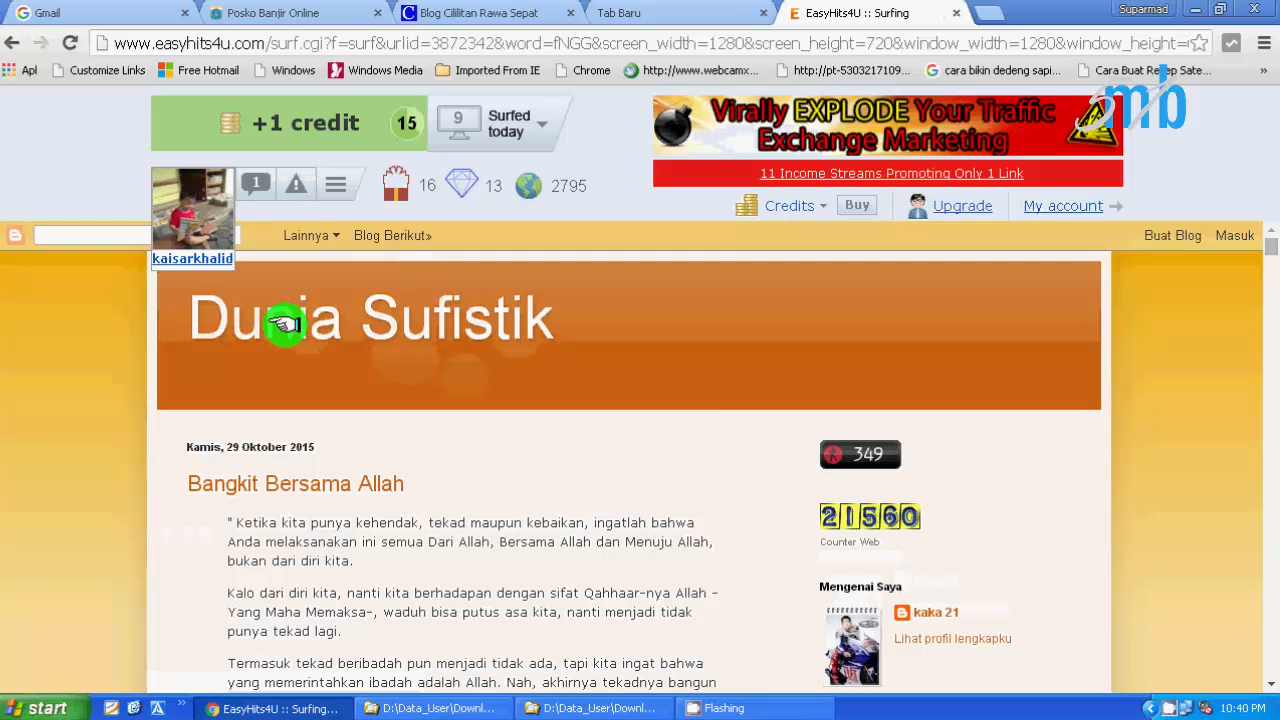 Gmail
Posko Banjir Online
Blog Cililitan Rawa Sepat
Tab Baru
EasyHits4U :: Surfing
Suparmad
www.easyhits4u.com/surf.cgi?f=surf&urlid=3872342&word=fNGG&screen_width=1280&screen_height=720&window_width=1280&window_height=
Apl
Customize Links
Free Hotmail
Windows
Windows Media
Imported From IE
Chrome
http://www.webcamx...
http://pt-5303217109...
cara bikin dedeng sapi...
Cara Buat Resep Sate...
»
mb
+1 credit
15
9
Surfed
today
Virally EXPLODE Your Traffic
Exchange Marketing
11 Income Streams Promoting Only 1 Link
1
16
13
2795
Credits
Buy
Upgrade
My account
kaisarkhalid
Lainnya
Blog Berikut»
Buat Blog
Masuk
Dunia Sufistik
Kamis, 29 Oktober 2015
Bangkit Bersama Allah
" Ketika kita punya kehendak, tekad maupun kebaikan, ingatlah bahwa
Anda melaksanakan ini semua Dari Allah, Bersama Allah dan Menuju Allah,
bukan dari diri kita.
Kalo dari diri kita, nanti kita berhadapan dengan sifat Qahhaar-nya Allah -
Yang Maha Memaksa-, waduh bisa putus asa kita, nanti menjadi tidak
punya tekad lagi.
Termasuk tekad beribadah pun menjadi tidak ada, tapi kita ingat bahwa
yang memerintahkan ibadah adalah Allah. Nah, akhirnya tekadnya bangun
349
21560
Counter Web
Mengenai Saya
kaka 21
Lihat profil lengkapku
start
»
EasyHits4U :: Surfing...
D:\Data_User\Downl...
D:\Data_User\Downl...
Flashing
10:40 PM